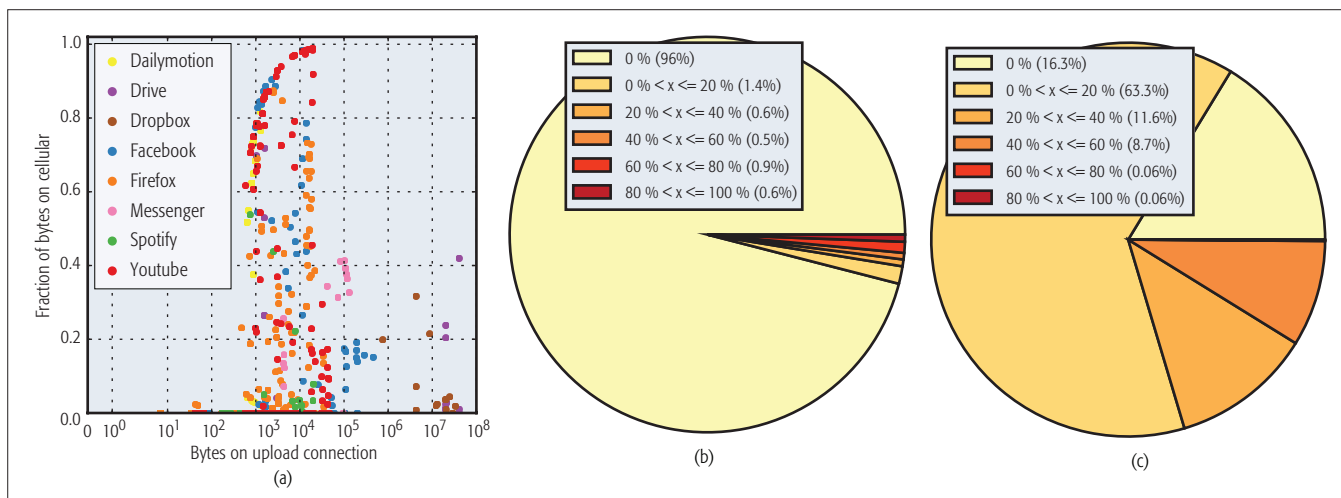 1.0
0.8
0.6
0.4
0.2
0.0
Fraction of bytes on cellular
Dailymotion
Drive
Dropbox
Facebook
Firefox
Messenger
Spotify
Youtube
0 10^0 10^1 10^2 10^3 10^4 10^5 10^6 10^7 10^8
Bytes on upload connection
(a)
0 % (96%)
0 % < x <= 20 % (1.4%)
20 % < x <= 40 % (0.6%)
40 % < x <= 60 % (0.5%)
60 % < x <= 80 % (0.9%)
80 % < x <= 100 % (0.6%)
(b)
0 % (16.3%)
0 % < x <= 20 % (63.3%)
20 % < x <= 40 % (11.6%)
40 % < x <= 60 % (8.7%)
60 % < x <= 80 % (0.06%)
80 % < x <= 100 % (0.06%)
(c)